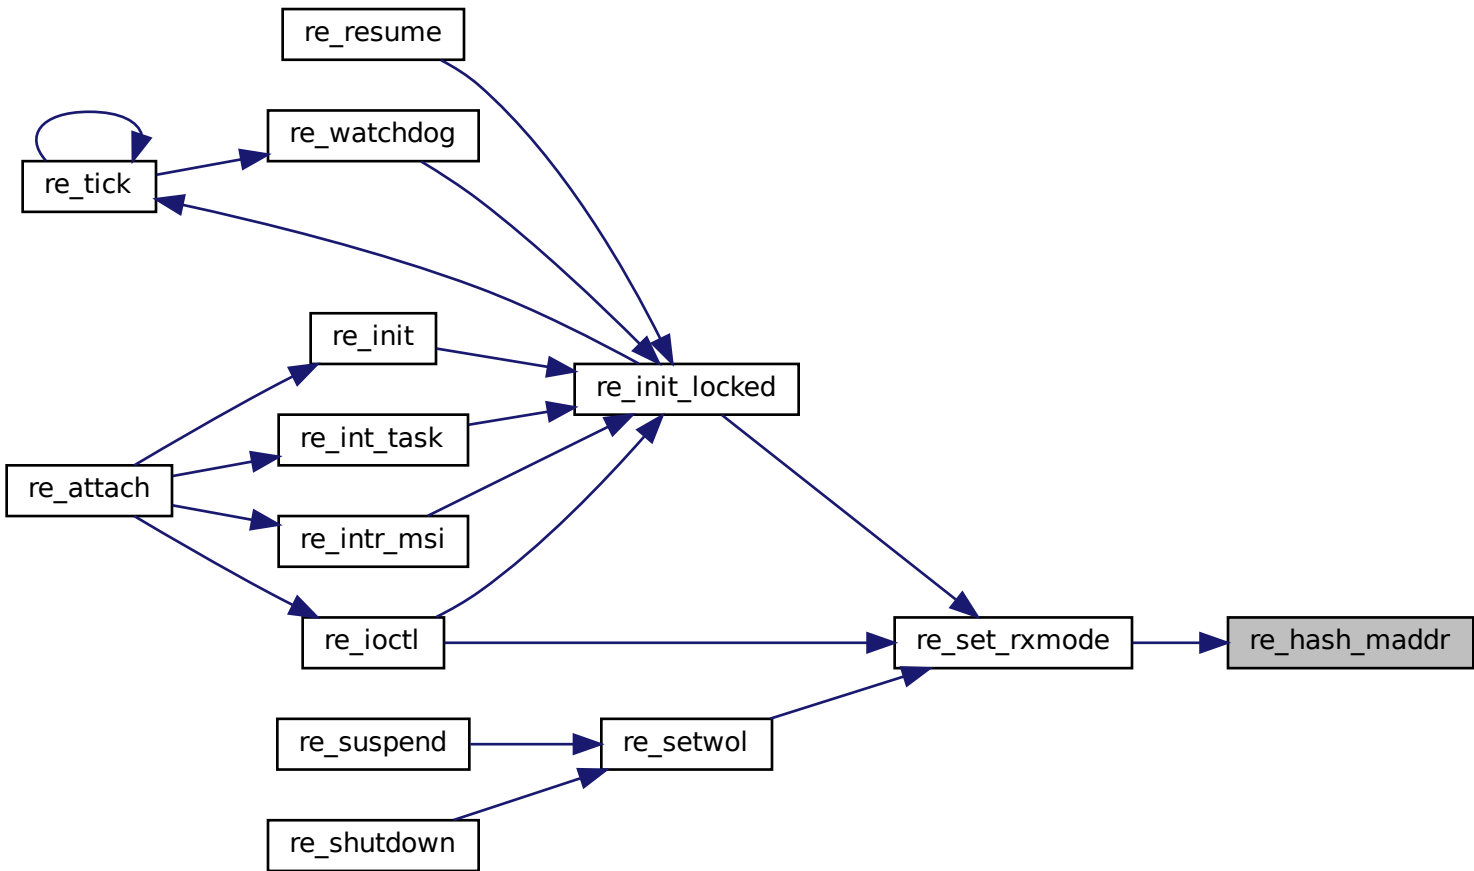 re_resume
re_watchdog
re_tick
re_init
re_init_locked
re_int_task
re_attach
re_intr_msi
re_ioctl
re_set_rxmode
re_hash_maddr
re_suspend
re_setwol
re_shutdown